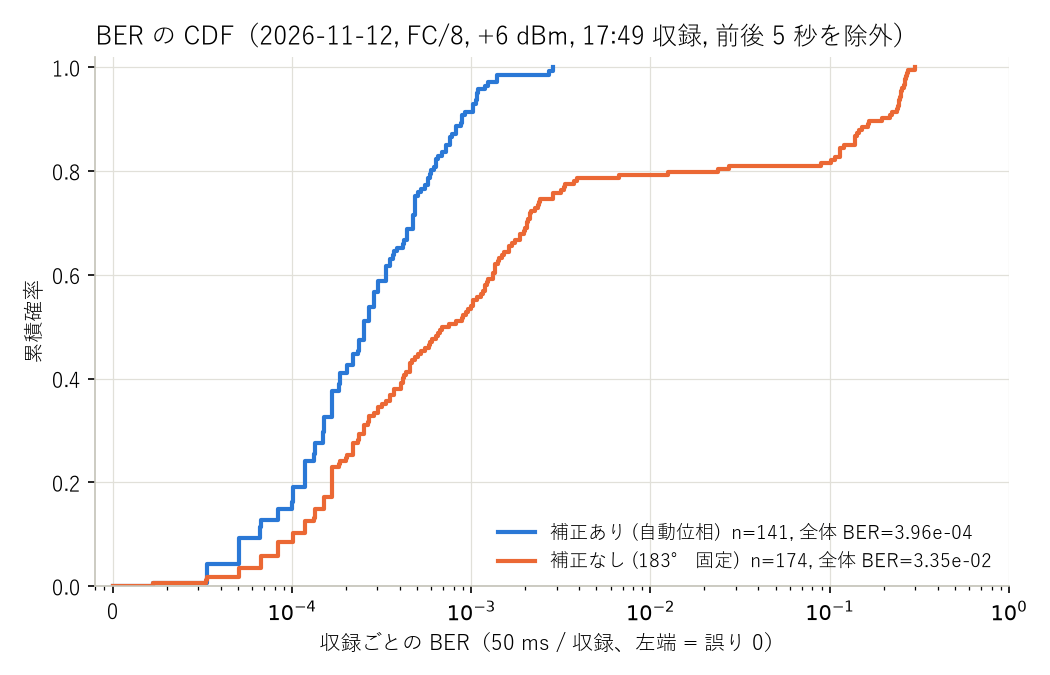 BER の CDF（2026-11-12, FC/8, +6 dBm, 17:49 収録, 前後 5 秒を除外）
1.0
0.8
0.6
0.4
0.2
0.0
累積確率
補正あり (自動位相) n=141, 全体 BER=3.96e-04
補正なし (183° 固定) n=174, 全体 BER=3.35e-02
0 10⁻⁴ 10⁻³ 10⁻² 10⁻¹ 10⁰
収録ごとの BER（50 ms / 収録、左端 = 誤り 0）